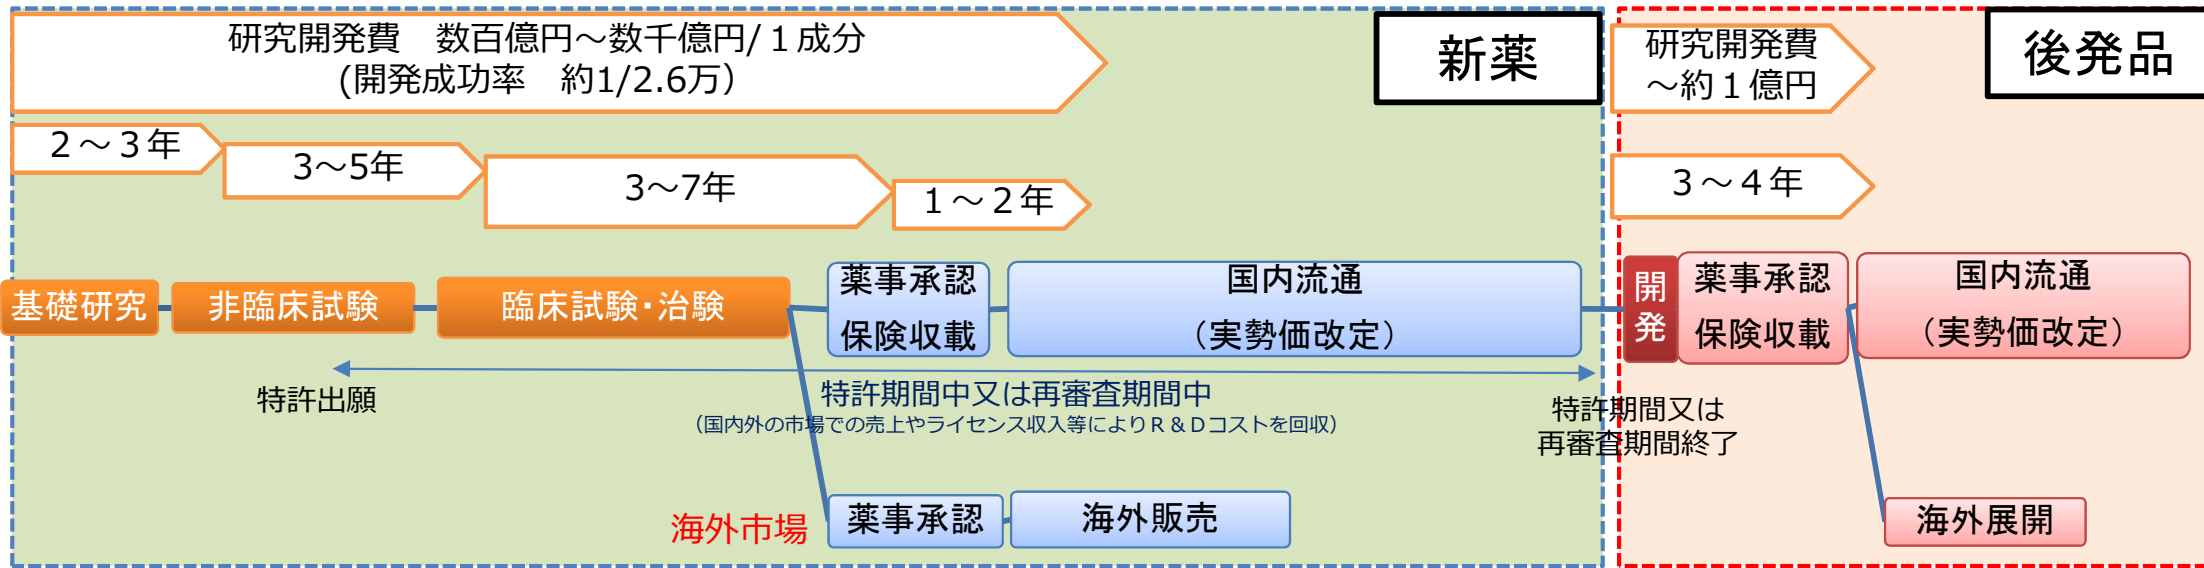 研究開発費　数百億円～数千億円/１成分
(開発成功率　約1/2.6万）
新薬
２～３年
3～5年
3～7年
１～２年
基礎研究
非臨床試験
臨床試験・治験
薬事承認
保険収載
国内流通
（実勢価改定）
特許出願
特許期間中又は再審査期間中
（国内外の市場での売上やライセンス収入等によりＲ＆Ｄコストを回収）
海外市場
薬事承認
海外販売
特許期間又は
再審査期間終了
研究開発費
～約１億円
後発品
３～４年
開
発
薬事承認
保険収載
国内流通
（実勢価改定）
海外展開